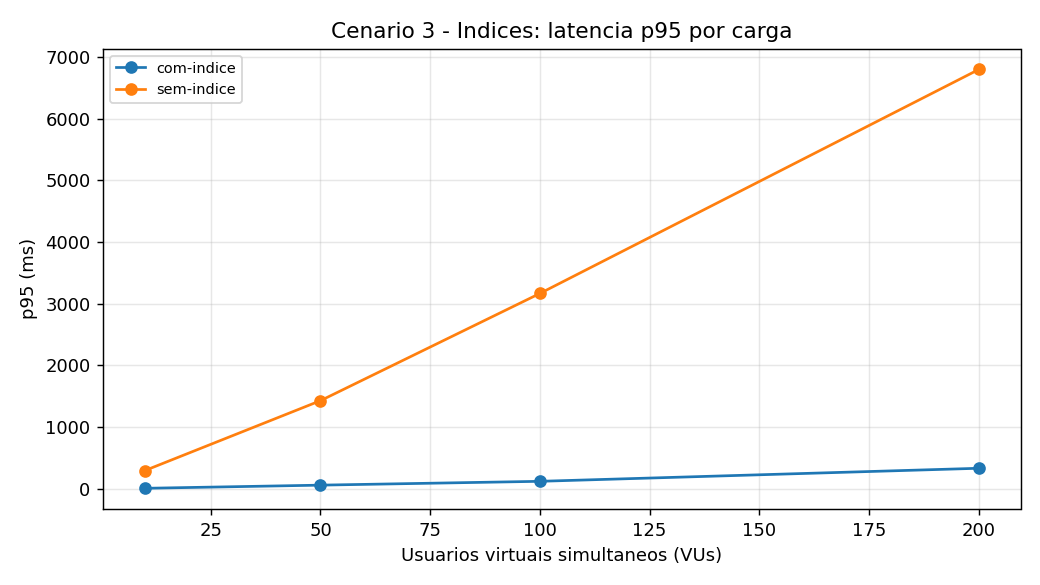 Cenario 3 - Indices: latencia p95 por carga
com-indice
sem-indice
p95 (ms)
7000
6000
5000
4000
3000
2000
1000
0
25 50 75 100 125 150 175 200
Usuarios virtuais simultaneos (VUs)